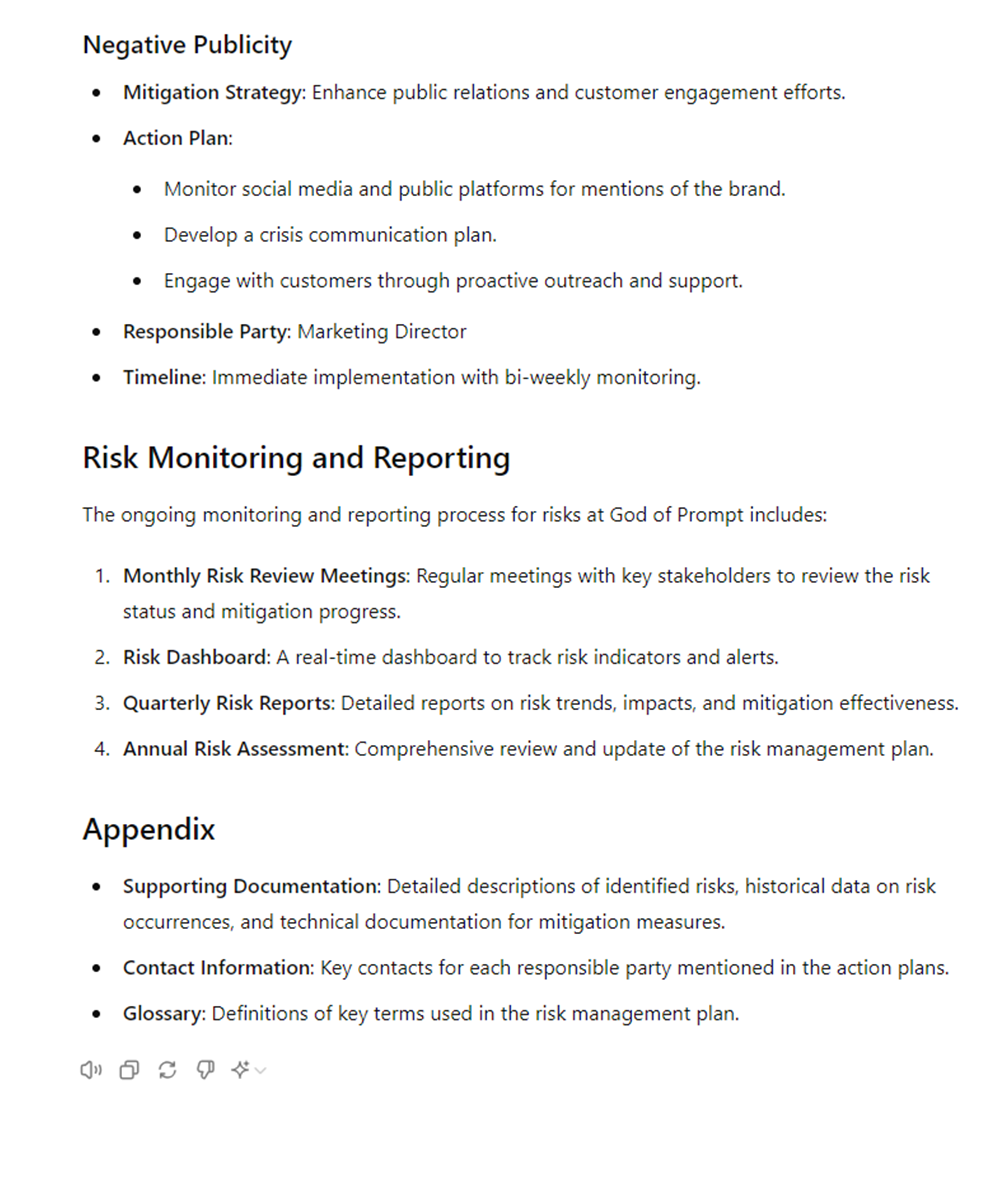 Negative Publicity
• Mitigation Strategy: Enhance public relations and customer engagement efforts.
• Action Plan:
• Monitor social media and public platforms for mentions of the brand.
• Develop a crisis communication plan.
• Engage with customers through proactive outreach and support.
• Responsible Party: Marketing Director
• Timeline: Immediate implementation with bi-weekly monitoring.
Risk Monitoring and Reporting
The ongoing monitoring and reporting process for risks at God of Prompt includes:
1. Monthly Risk Review Meetings: Regular meetings with key stakeholders to review the risk
status and mitigation progress.
2. Risk Dashboard: A real-time dashboard to track risk indicators and alerts.
3. Quarterly Risk Reports: Detailed reports on risk trends, impacts, and mitigation effectiveness.
4. Annual Risk Assessment: Comprehensive review and update of the risk management plan.
Appendix
• Supporting Documentation: Detailed descriptions of identified risks, historical data on risk
occurrences, and technical documentation for mitigation measures.
• Contact Information: Key contacts for each responsible party mentioned in the action plans.
• Glossary: Definitions of key terms used in the risk management plan.